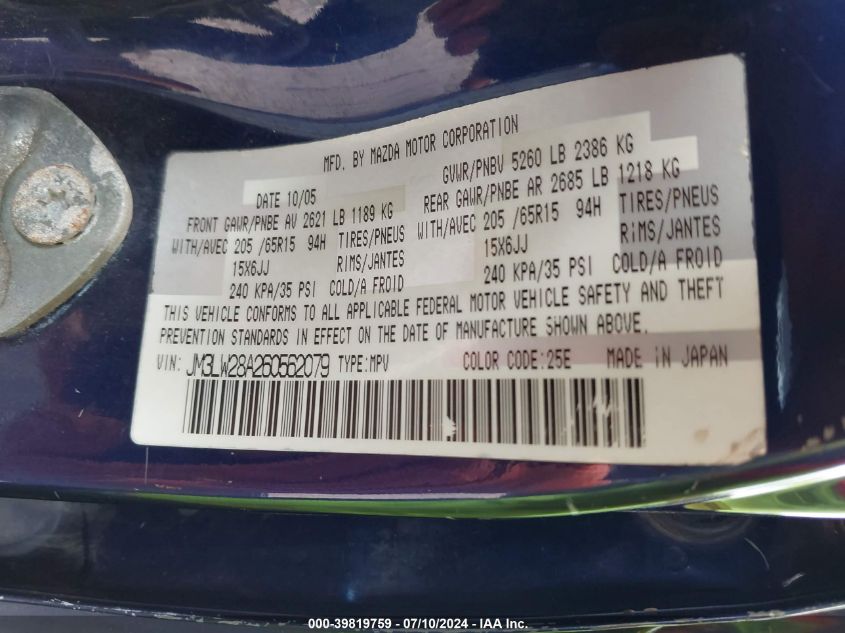 MFD. BY MAZDA MOTOR CORPORATION
DATE 10/05 GVWR/PNBV 5260 LB 2386 KG
FRONT GAWR/PNBE AV 2621 LB 1189 KG REAR GAWR/PNBE AR 2685 LB 1218 KG
WITH/AVEC 205 /65R15 94H TIRES/PNEUS WITH/AVEC 205 /65R15 94H TIRES/PNEUS
15X6JJ RIMS/JANTES 15X6JJ RIMS/JANTES
240 KPA/35 PSI COLD/A FROID 240 KPA/35 PSI COLD/A FROID
THIS VEHICLE CONFORMS TO ALL APPLICABLE FEDERAL MOTOR VEHICLE SAFETY AND THEFT
PREVENTION STANDARDS IN EFFECT ON THE DATE OF MANUFACTURE SHOWN ABOVE.
VIN: JM3LW28A260562079 TYPE:MPV COLOR CODE:25E MADE IN JAPAN
000-39819759 - 07/10/2024 - IAA Inc.